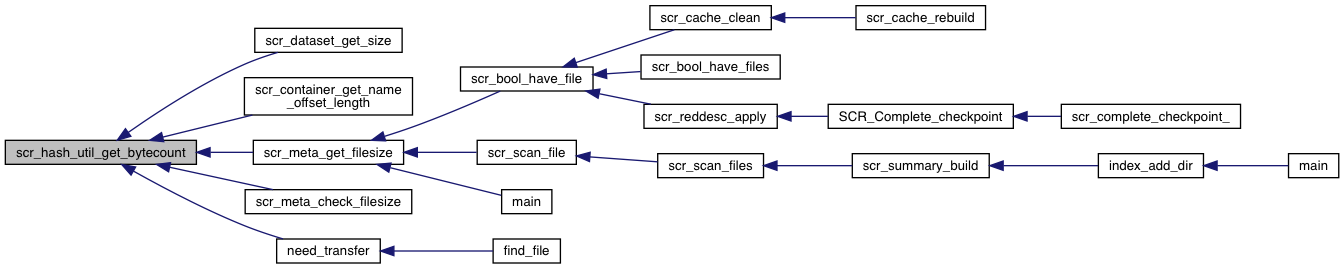 scr_cache_clean
scr_cache_rebuild
scr_dataset_get_size
scr_bool_have_file
scr_bool_have_files
scr_container_get_name
_offset_length
scr_reddesc_apply
SCR_Complete_checkpoint
scr_complete_checkpoint_
scr_hash_util_get_bytecount
scr_meta_get_filesize
scr_scan_file
scr_scan_files
scr_summary_build
index_add_dir
main
scr_meta_check_filesize
main
need_transfer
find_file